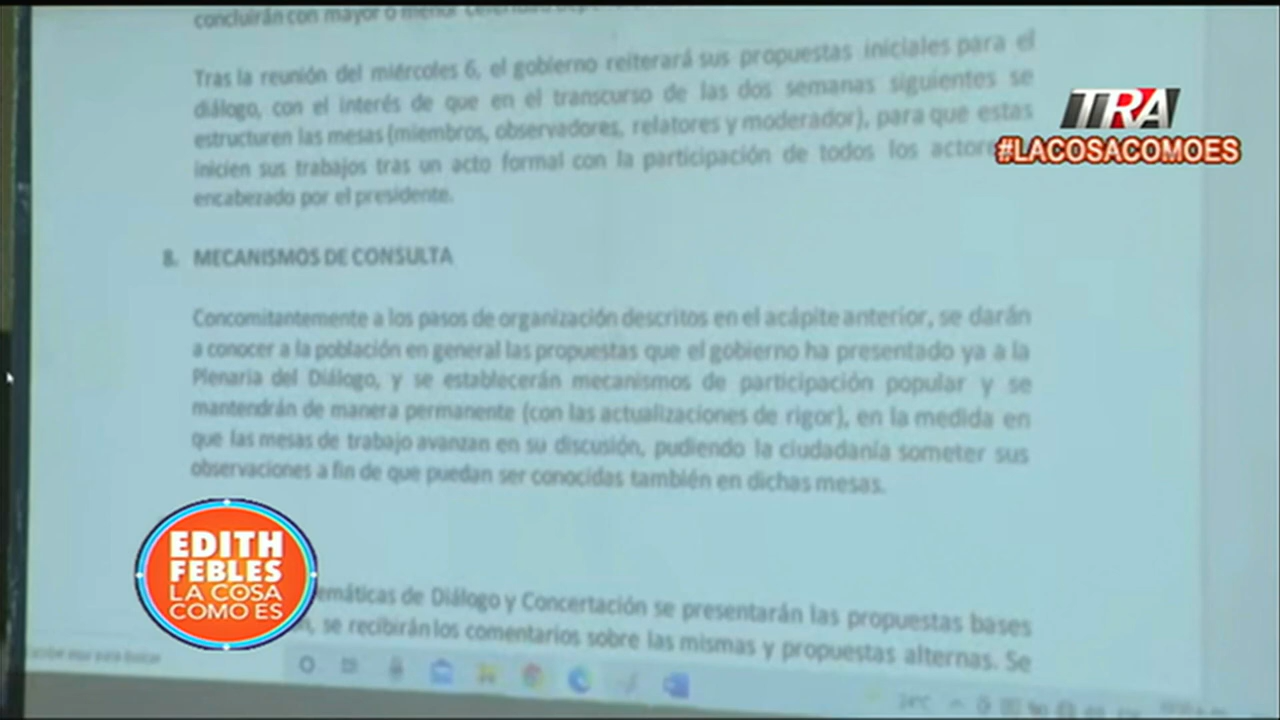 concluirán con mayor o menor celeridad
Tras la reunión del miércoles 6, el gobierno reiterará sus propuestas iniciales para el
diálogo, con el interés de que en el transcurso de las dos semanas siguientes se
estructuren las mesas (miembros, observadores, relatores y moderador), para que estas
inicien sus trabajos tras un acto formal con la participación de todos los
encabezado por el presidente.
TRA
#LACOSACOMOES
8. MECANISMOS DE CONSULTA
Concomitantemente a los pasos de organización descritos en el acápite anterior, se darán
a conocer a la población en general las propuestas que el gobierno ha presentado ya a la
Plenaria del Diálogo, y se establecerán mecanismos de participación popular y se
mantendrán de manera permanente (con las actualizaciones de rigor), en la medida en
que las mesas de trabajo avanzan en su discusión, pudiendo la ciudadanía someter sus
observaciones a fin de que puedan ser conocidas también en dichas mesas.
EDITH
FEBLES
LA COSA
COMO ES
de Diálogo y Concertación se presentarán las propuestas bases
se recibirán los comentarios sobre las mismas y propuestas alternas. Se
aquí para buscar